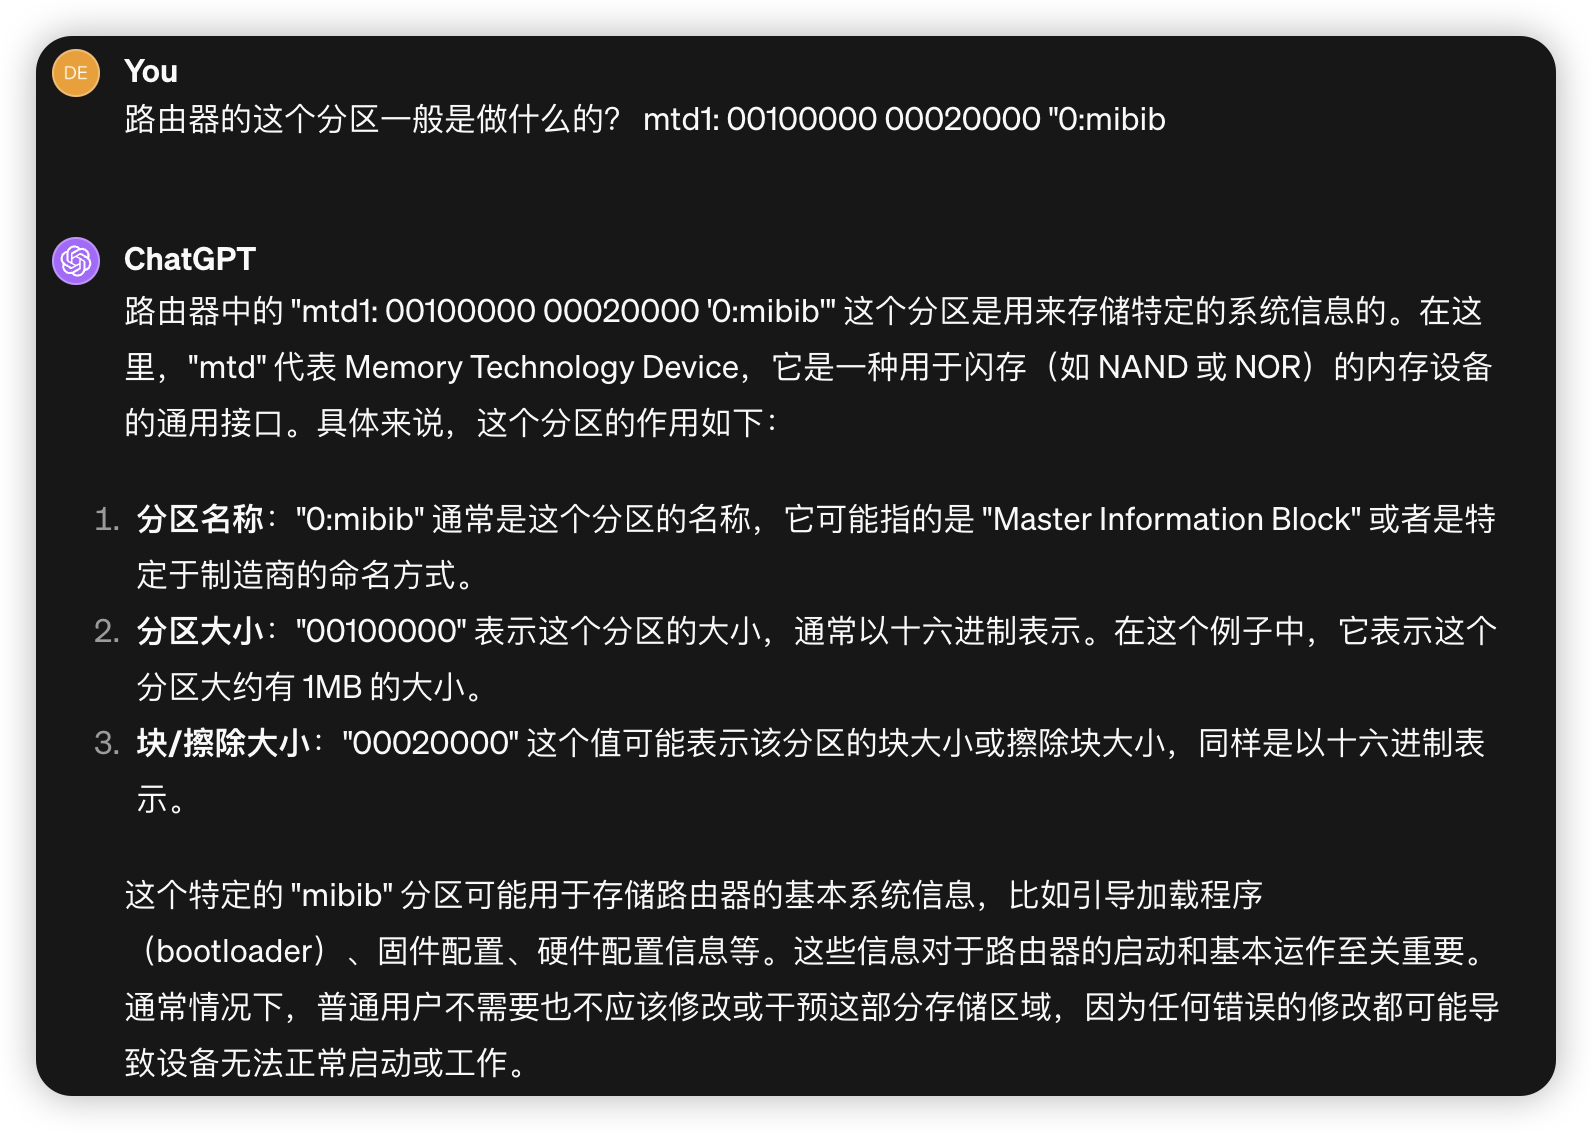 DE
You
路由器的这个分区一般是做什么的？ mtd1: 00100000 00020000 "0:mibib
ChatGPT
路由器中的 "mtd1: 00100000 00020000 '0:mibib'" 这个分区是用来存储特定的系统信息的。在这
里，"mtd" 代表 Memory Technology Device，它是一种用于闪存（如 NAND 或 NOR）的内存设备
的通用接口。具体来说，这个分区的作用如下：
1. 分区名称："0:mibib" 通常是这个分区的名称，它可能指的是 "Master Information Block" 或者是特
定于制造商的命名方式。
2. 分区大小："00100000" 表示这个分区的大小，通常以十六进制表示。在这个例子中，它表示这个
分区大约有 1MB 的大小。
3. 块/擦除大小："00020000" 这个值可能表示该分区的块大小或擦除块大小，同样是以十六进制表
示。
这个特定的 "mibib" 分区可能用于存储路由器的基本系统信息，比如引导加载程序
（bootloader）、固件配置、硬件配置信息等。这些信息对于路由器的启动和基本运作至关重要。
通常情况下，普通用户不需要也不应该修改或干预这部分存储区域，因为任何错误的修改都可能导
致设备无法正常启动或工作。